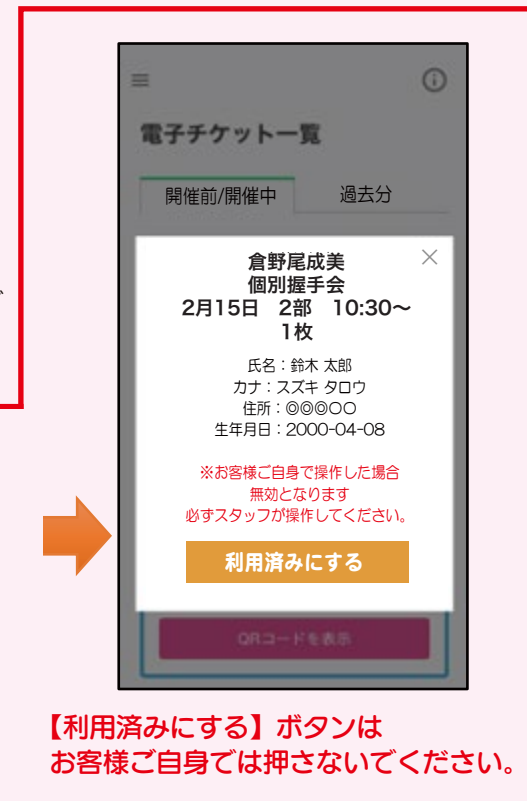 電子チケット一覧
開催前/開催中 過去分
倉野尾成美
個別握手会
2月15日 2部 10:30〜
1枚
氏名：鈴木 太郎
カナ：スズキ タロウ
住所：◎◎◎〇〇
生年月日：2000-04-08
※お客様ご自身で操作した場合
無効となります
必ずスタッフが操作してください。
利用済みにする
QRコードを表示
【利用済みにする】ボタンは
お客様ご自身では押さないでください。